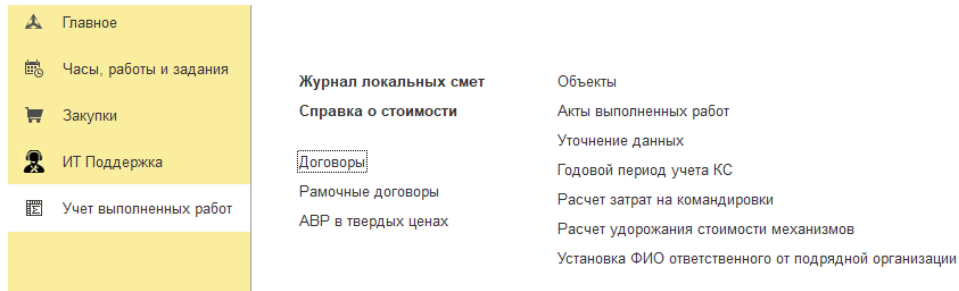 Главное
Часы, работы и задания
Закупки
ИТ Поддержка
Учет выполненных работ
Журнал локальных смет
Справка о стоимости
Договоры
Рамочные договоры
АВР в твердых ценах
Объекты
Акты выполненных работ
Уточнение данных
Годовой период учета КС
Расчет затрат на командировки
Расчет удорожания стоимости механизмов
Установка ФИО ответственного от подрядной организации